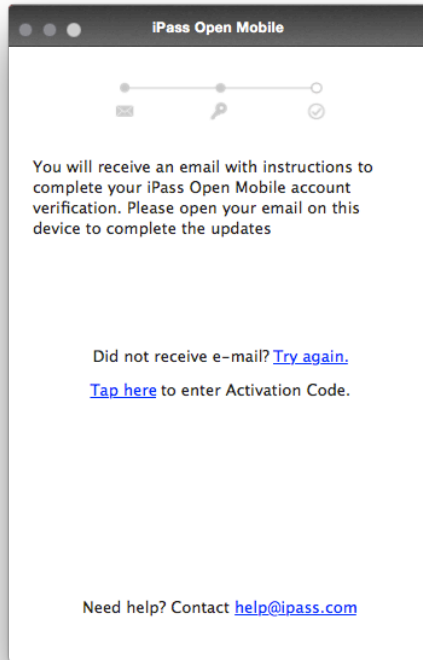 iPass Open Mobile
You will receive an email with instructions to
complete your iPass Open Mobile account
verification. Please open your email on this
device to complete the updates
Did not receive e-mail? Try again.
Tap here to enter Activation Code.
Need help? Contact help@ipass.com